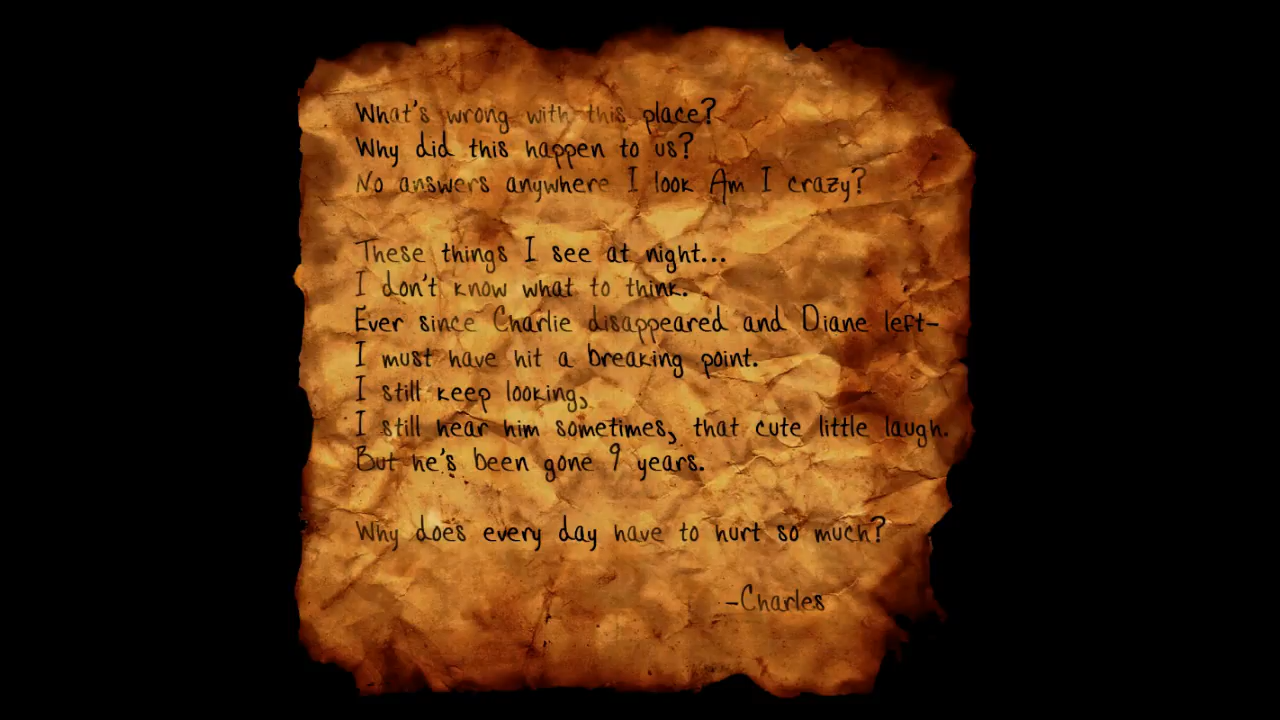 What's wrong with this place?
Why did this happen to us?
No answers anywhere I look Am I crazy?
These things I see at night...
I don't know what to think.
Ever since Charlie disappeared and Diane left-
I must have hit a breaking point.
I still keep looking,
I still hear him sometimes, that cute little laugh.
But he's been gone 9 years.
Why does every day have to hurt so much?
-Charles